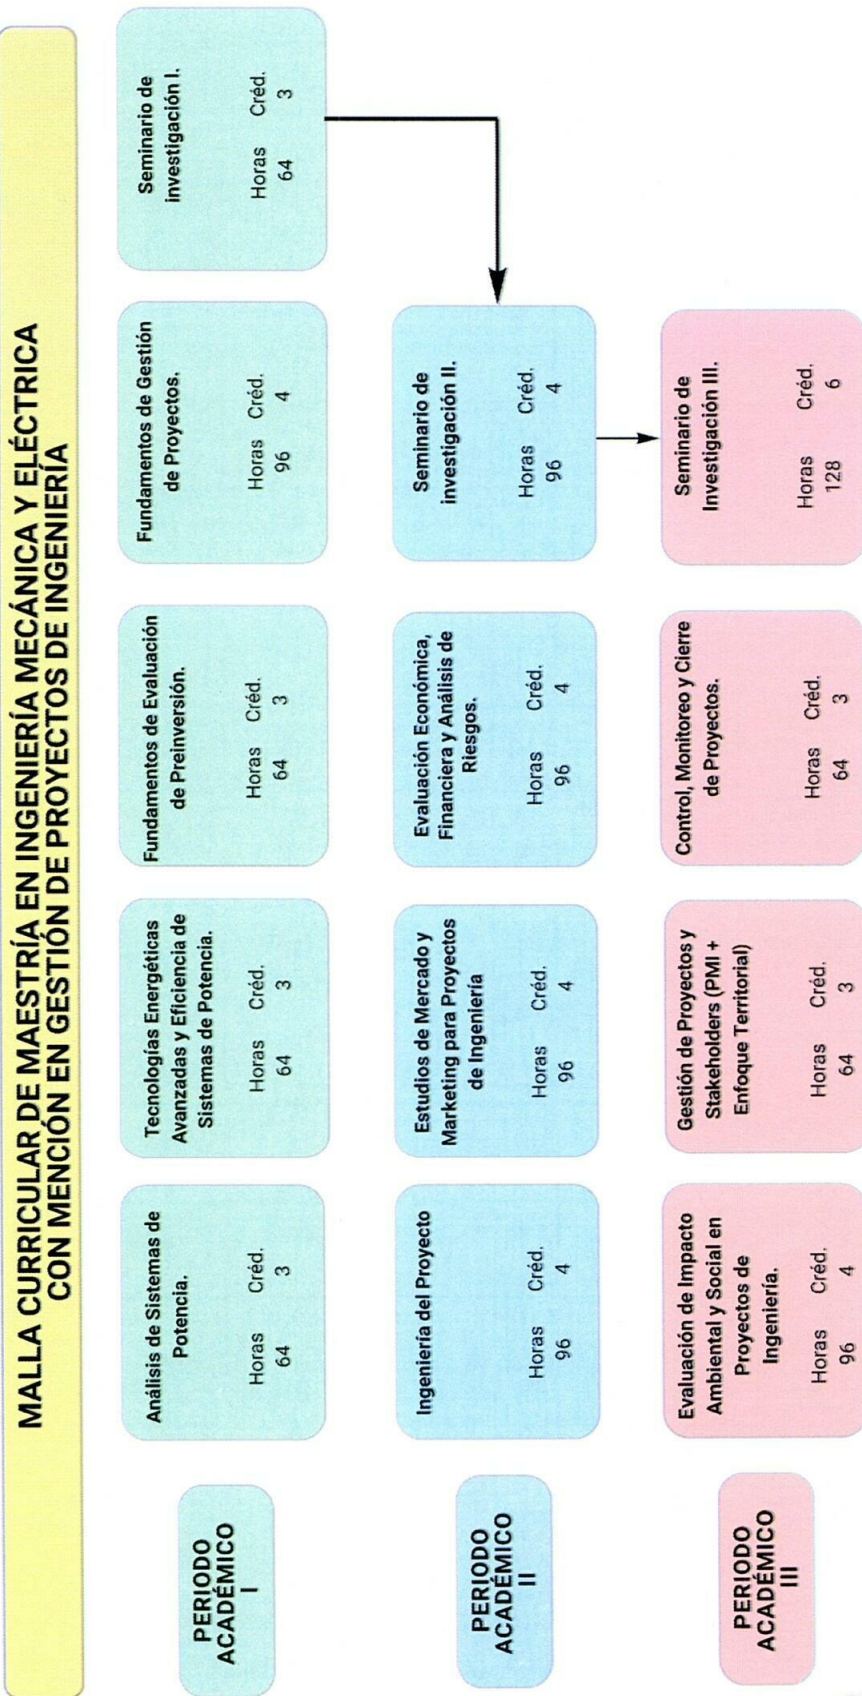 MALLA CURRICULAR DE MAESTRÍA EN INGENIERÍA MECÁNICA Y ELÉCTRICA
CON MENCIÓN EN GESTIÓN DE PROYECTOS DE INGENIERÍA
PERIODO
ACADÉMICO
I
Análisis de Sistemas de
Potencia.
Horas Créd.
64 3
Tecnologías Energéticas
Avanzadas y Eficiencia de
Sistemas de Potencia.
Horas Créd.
64 3
Fundamentos de Evaluación
de Preinversión.
Horas Créd.
64 3
Fundamentos de Gestión
de Proyectos.
Horas Créd.
96 4
Seminario de
investigación I.
Horas Créd.
64 3
PERIODO
ACADÉMICO
II
Ingeniería del Proyecto
Horas Créd.
96 4
Estudios de Mercado y
Marketing para Proyectos
de Ingeniería
Horas Créd.
96 4
Evaluación Económica,
Financiera y Análisis de
Riesgos.
Horas Créd.
96 4
Seminario de
investigación II.
Horas Créd.
96 4
PERIODO
ACADÉMICO
III
Evaluación de Impacto
Ambiental y Social en
Proyectos de
Ingeniería.
Horas Créd.
96 4
Gestión de Proyectos y
Stakeholders (PMI +
Enfoque Territorial)
Horas Créd.
64 3
Control, Monitoreo y Cierre
de Proyectos.
Horas Créd.
64 3
Seminario de
Investigación III.
Horas Créd.
128 6